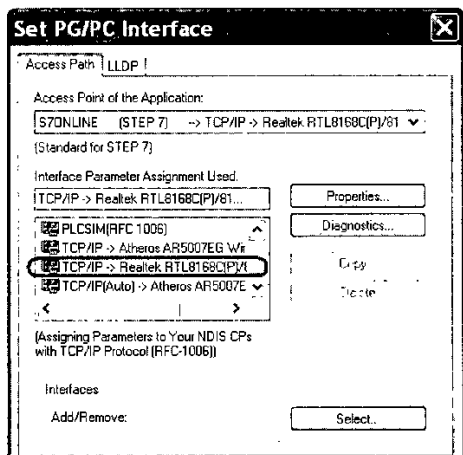 Set PG/PC Interface
Access Path LLDP
Access Point of the Application:
S7ONLINE (STEP 7) -> TCP/IP -> Realtek RTL8168C(P)/81
(Standard for STEP 7)
Interface Parameter Assignment Used:
TCP/IP -> Realtek RTL8168C(P)/81... Properties...
PLCSIM(RFC 1006) Diagnostics...
TCP/IP -> Atheros AR5007EG Wir
TCP/IP -> Realtek RTL8168C(P)/8 Copy
TCP/IP(Auto) -> Atheros AR5007E Delete
(Assigning Parameters to Your NDIS CPs
with TCP/IP Protocol (RFC-1006))
Interfaces
Add/Remove: Select..